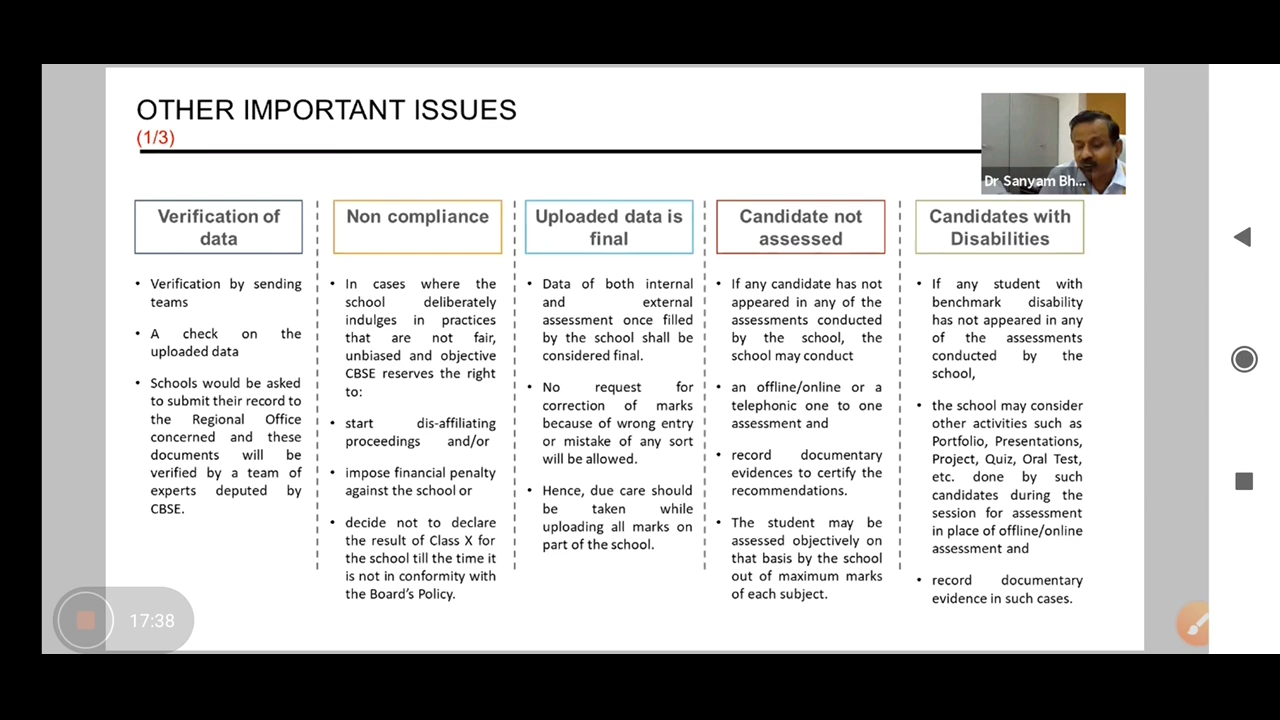 OTHER IMPORTANT ISSUES
(1/3)
Dr Sanyam Bh...
Verification of
data
• Verification by sending
teams
• A check on the
uploaded data
• Schools would be asked
to submit their record to
the Regional Office
concerned and these
documents will be
verified by a team of
experts deputed by
CBSE.
Non compliance
• In cases where the
school deliberately
indulges in practices
that are not fair,
unbiased and objective
CBSE reserves the right
to:
• start dis-affiliating
proceedings and/or
• impose financial penalty
against the school or
• decide not to declare
the result of Class X for
the school till the time it
is not in conformity with
the Board's Policy.
Uploaded data is
final
• Data of both internal
and external
assessment once filled
by the school shall be
considered final.
• No request for
correction of marks
because of wrong entry
or mistake of any sort
will be allowed.
• Hence, due care should
be taken while
uploading all marks on
part of the school.
Candidate not
assessed
• If any candidate has not
appeared in any of the
assessments conducted
by the school, the
school may conduct
• an offline/online or a
telephonic one to one
assessment and
• record documentary
evidences to certify the
recommendations.
• The student may be
assessed objectively on
that basis by the school
out of maximum marks
of each subject.
Candidates with
Disabilities
• If any student with
benchmark disability
has not appeared in any
of the assessments
conducted by the
school,
• the school may consider
other activities such as
Portfolio, Presentations,
Project, Quiz, Oral Test,
etc. done by such
candidates during the
session for assessment
in place of offline/online
assessment and
• record documentary
evidence in such cases.
17:38